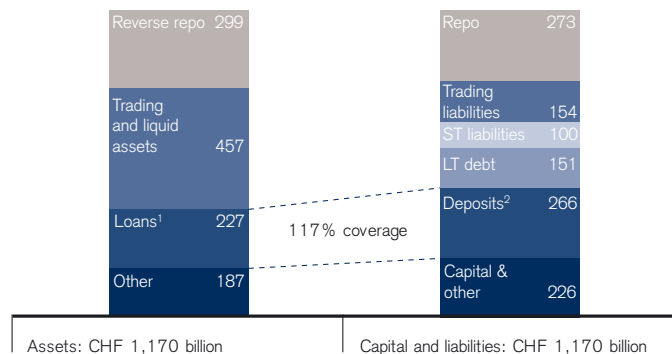 Reverse repo 299
Trading
and liquid
assets 457
Loans1 227
Other 187
117% coverage
Repo 273
Trading
liabilities 154
ST liabilities 100
LT debt 151
Deposits2 266
Capital &
other 226
Assets: CHF 1,170 billion
Capital and liabilities: CHF 1,170 billion